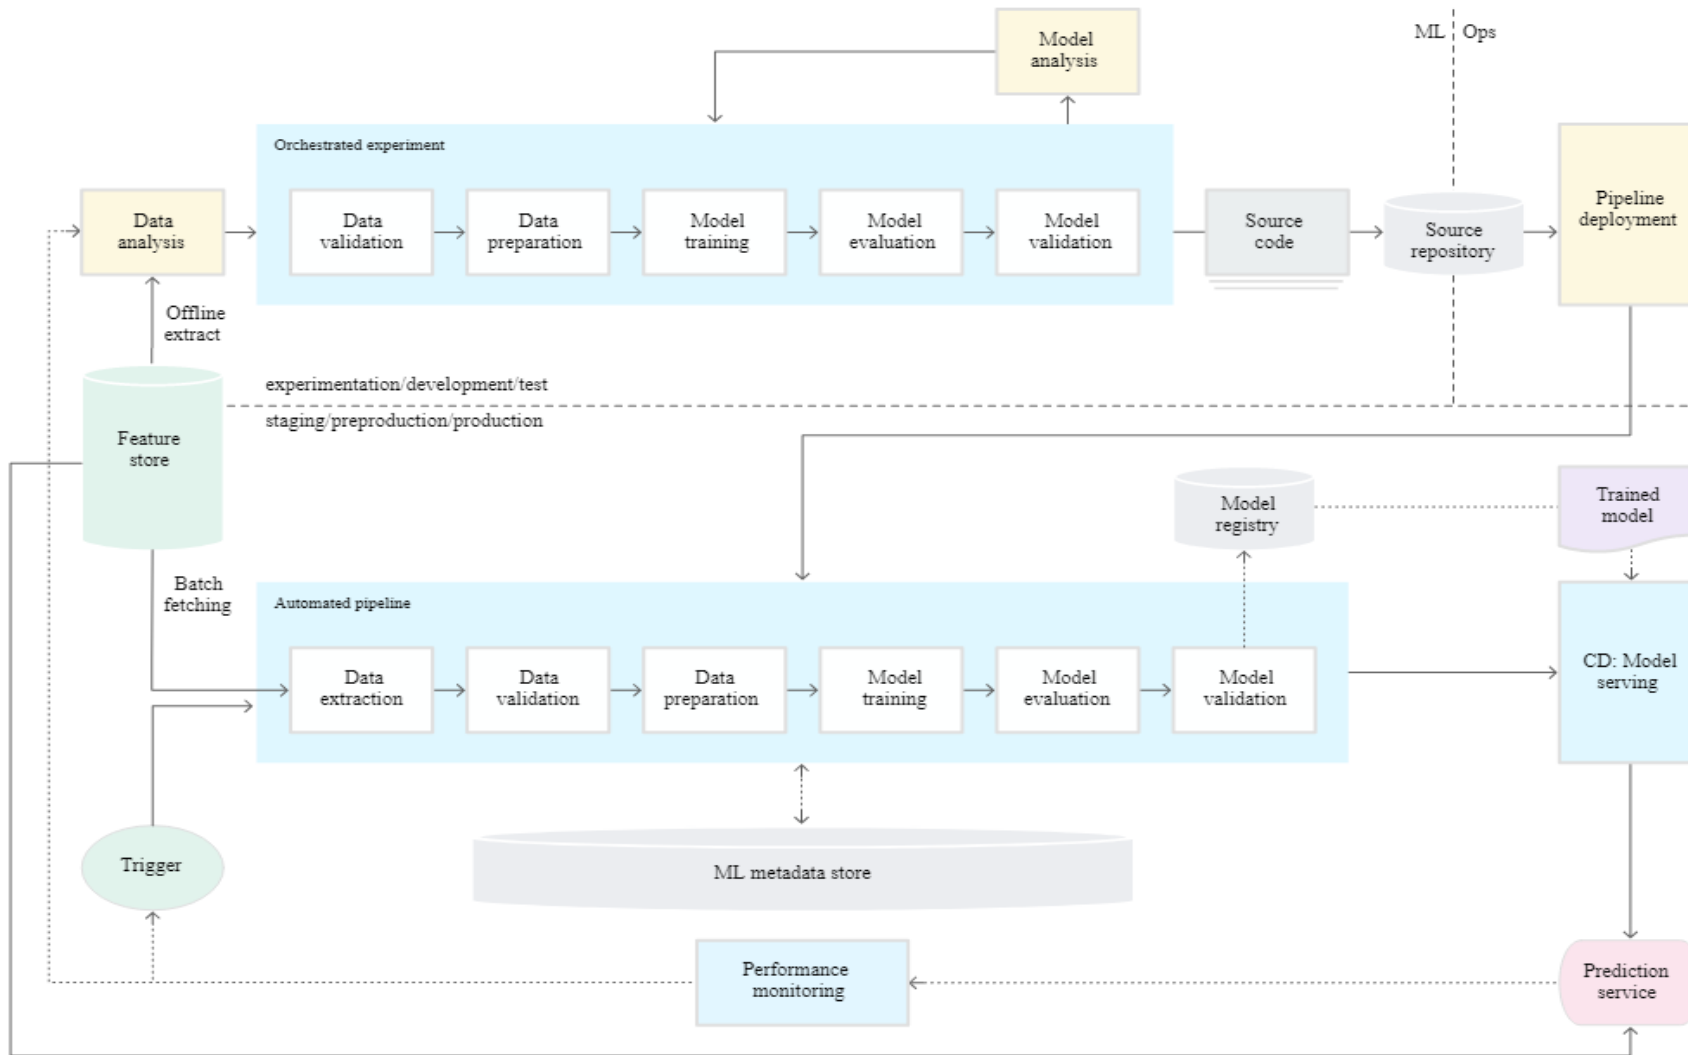 Model
analysis
ML
Ops
Orchestrated experiment
Data
analysis
Data
validation
Data
preparation
Model
training
Model
evaluation
Model
validation
Source
code
Source
repository
Pipeline
deployment
Offline
extract
experimentation/development/test
staging/preproduction/production
Feature
store
Model
registry
Trained
model
Batch
fetching
Automated pipeline
Data
extraction
Data
validation
Data
preparation
Model
training
Model
evaluation
Model
validation
CD: Model
serving
Trigger
ML metadata store
Performance
monitoring
Prediction
service